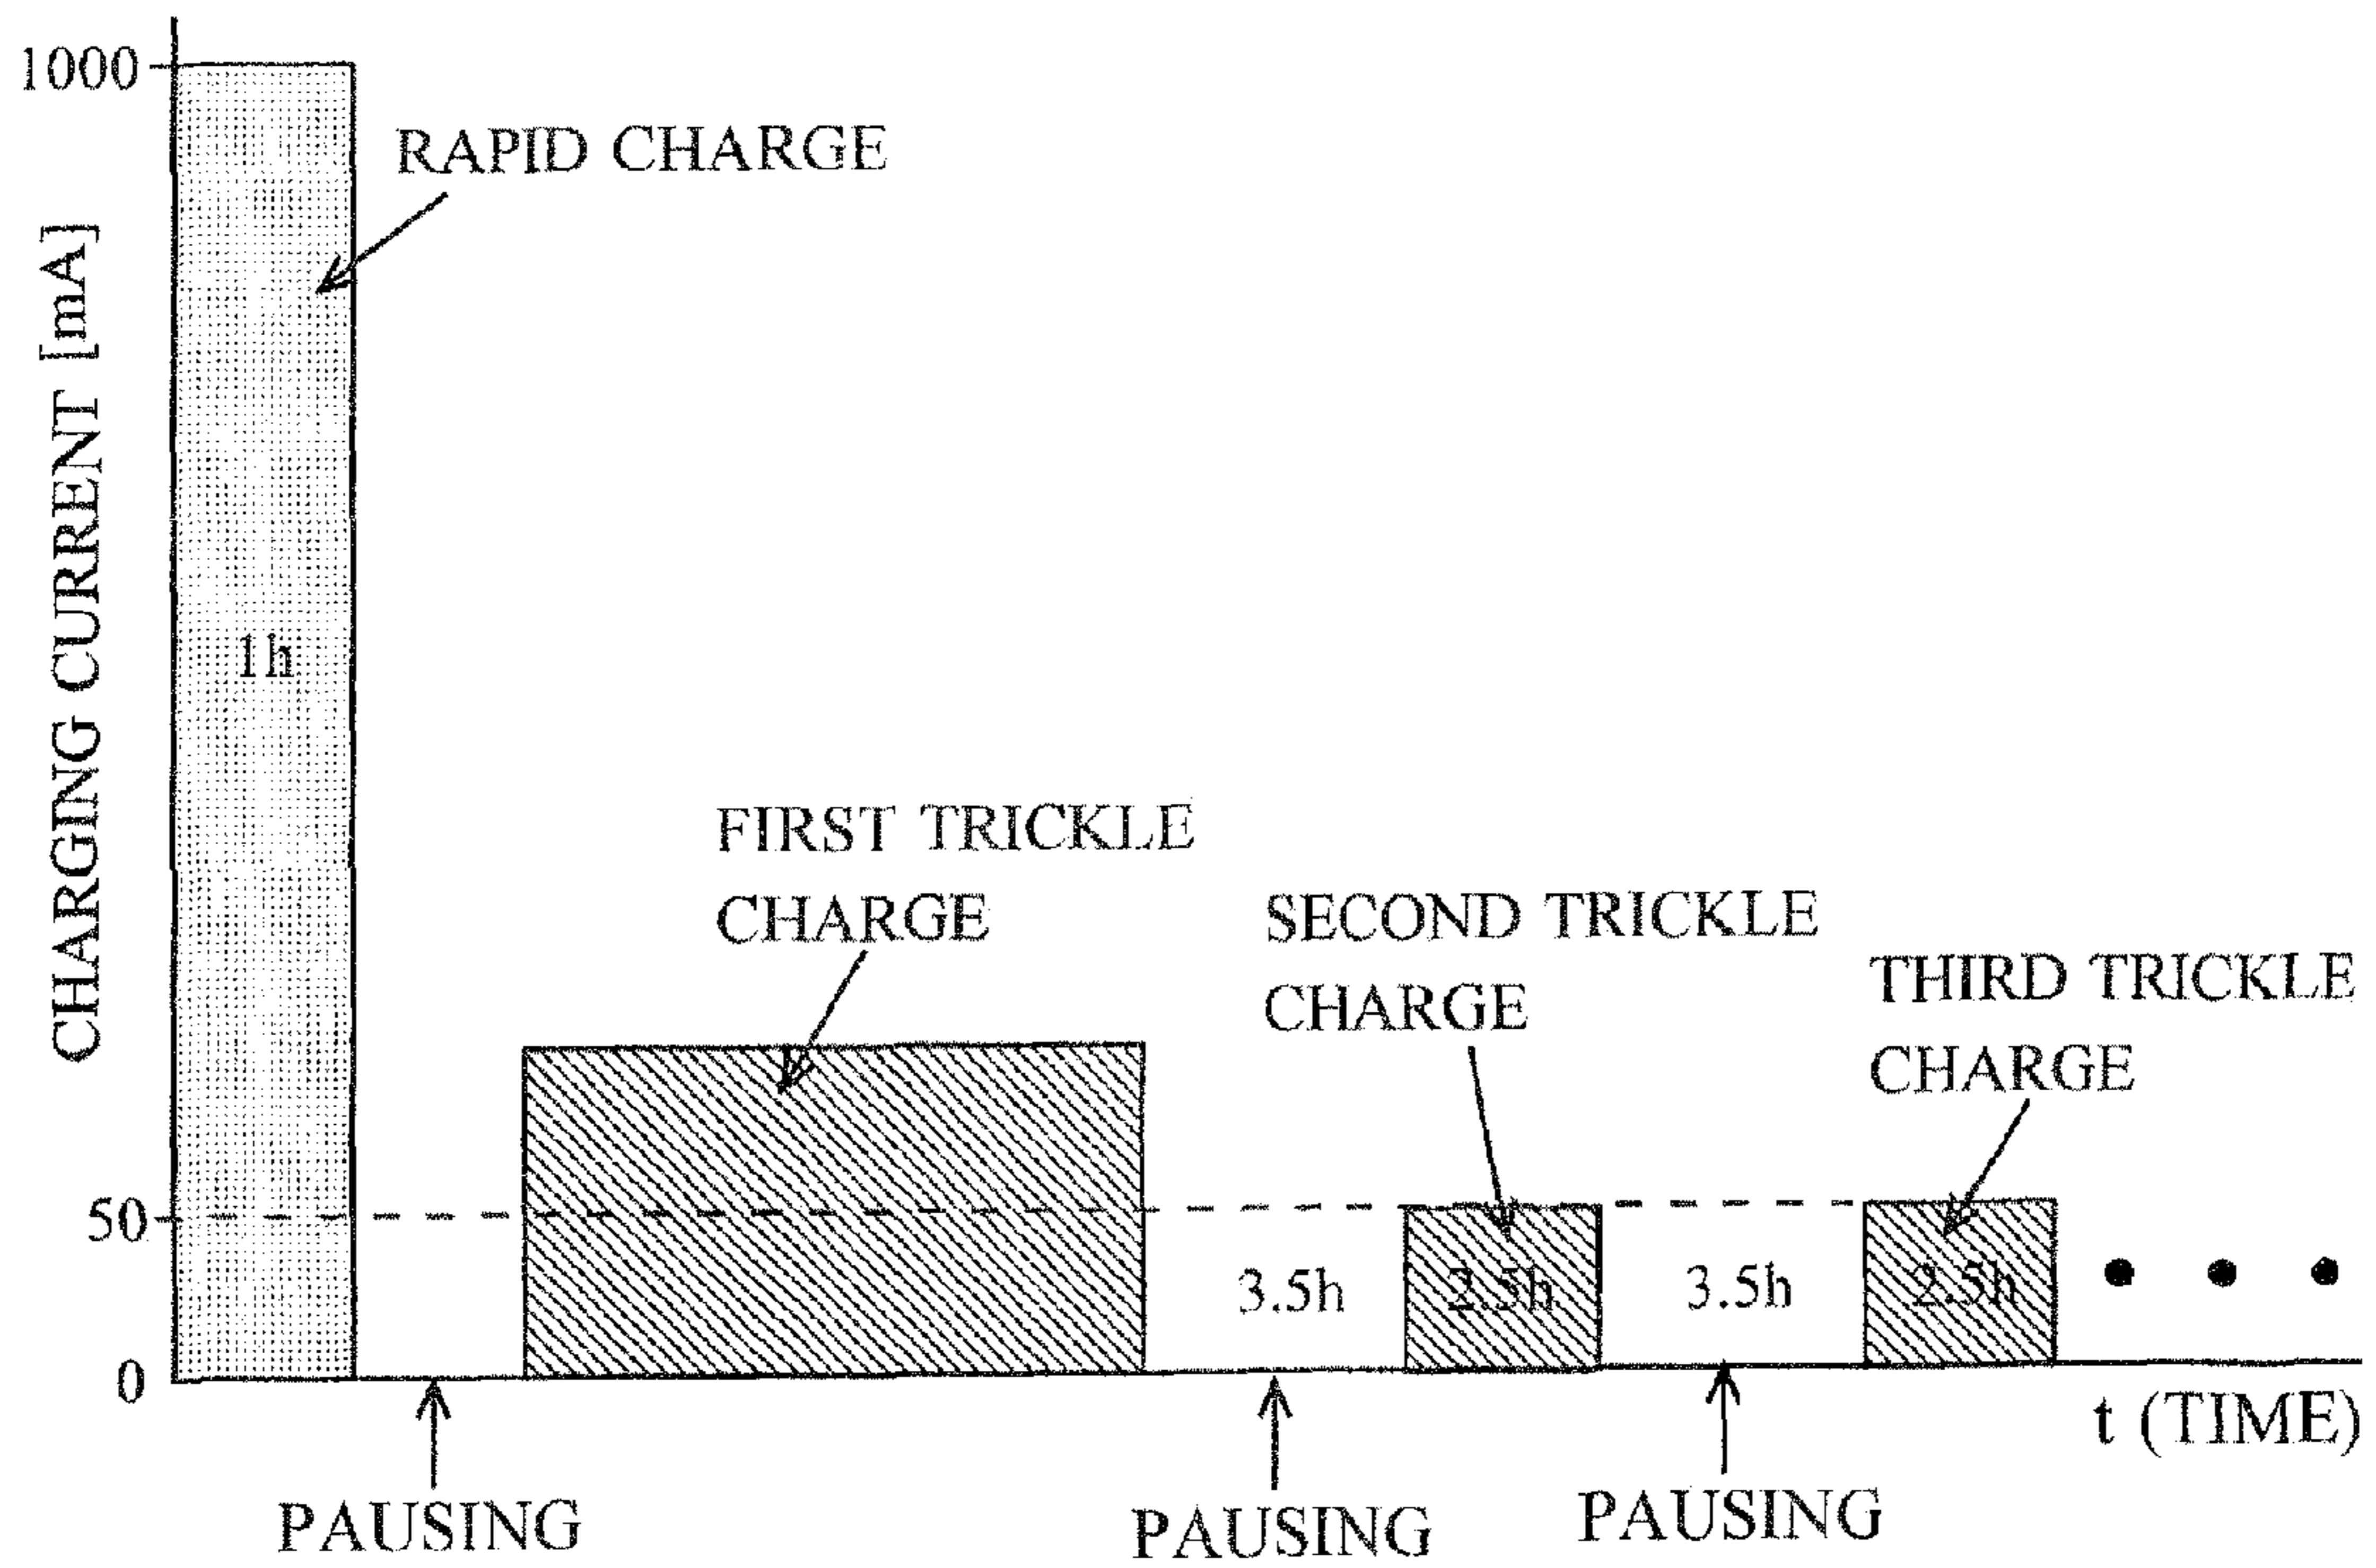 1000
RAPID CHARGE
CHARGING CURRENT [mA]
1h
FIRST TRICKLE
CHARGE
SECOND TRICKLE
CHARGE
THIRD TRICKLE
CHARGE
50
3.5h
2.5h
3.5h
2.5h
0
t (TIME)
PAUSING
PAUSING
PAUSING